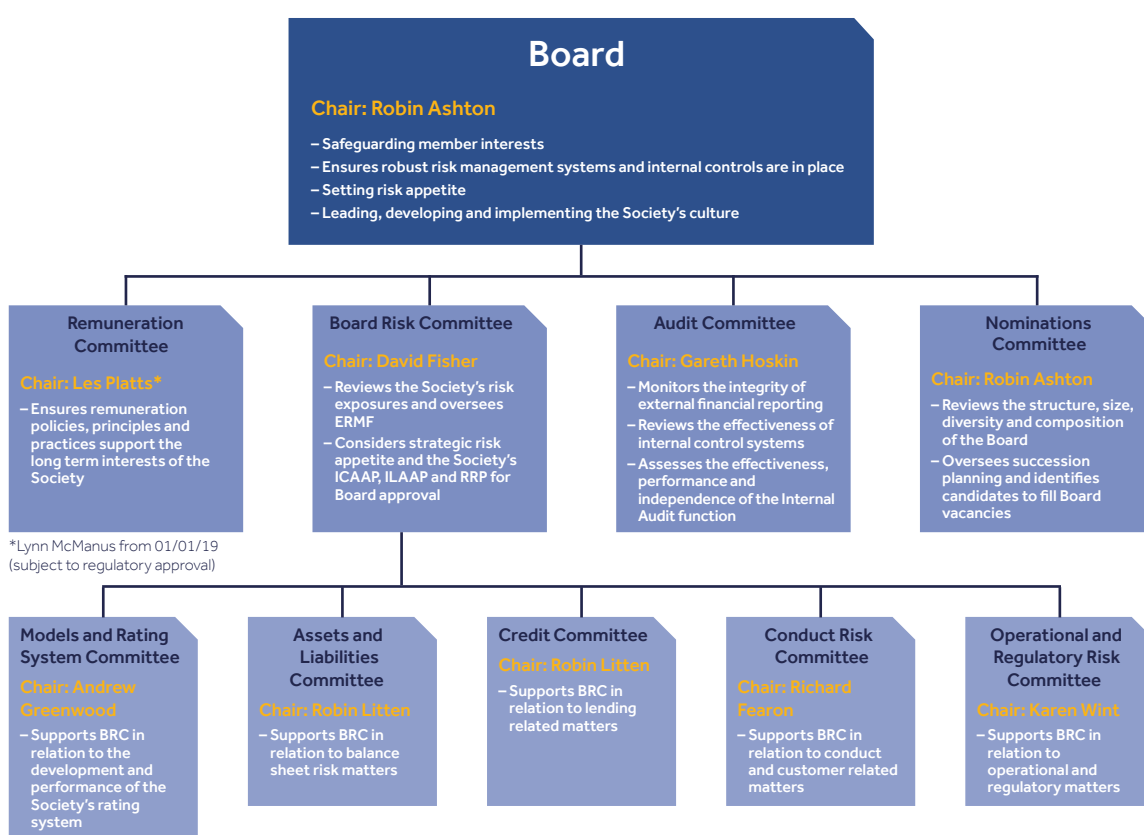 Board
Chair: Robin Ashton
– Safeguarding member interests
– Ensures robust risk management systems and internal controls are in place
– Setting risk appetite
– Leading, developing and implementing the Society's culture
Remuneration
Committee
Chair: Les Platts*
– Ensures remuneration
policies, principles and
practices support the
long term interests of the
Society
*Lynn McManus from 01/01/19
(subject to regulatory approval)
Board Risk Committee
Chair: David Fisher
– Reviews the Society's risk
exposures and oversees
ERMF
– Considers strategic risk
appetite and the Society's
ICAAP, ILAAP and RRP for
Board approval
Audit Committee
Chair: Gareth Hoskin
– Monitors the integrity of
external financial reporting
– Reviews the effectiveness of
internal control systems
– Assesses the effectiveness,
performance and
independence of the Internal
Audit function
Nominations
Committee
Chair: Robin Ashton
– Reviews the structure, size,
diversity and composition
of the Board
– Oversees succession
planning and identifies
candidates to fill Board
vacancies
Models and Rating
System Committee
Chair: Andrew
Greenwood
– Supports BRC in
relation to the
development and
performance of the
Society's rating
system
Assets and
Liabilities
Committee
Chair: Robin Litten
– Supports BRC in
relation to balance
sheet risk matters
Credit Committee
Chair: Robin Litten
– Supports BRC in
relation to lending
related matters
Conduct Risk
Committee
Chair: Richard
Fearon
– Supports BRC in
relation to conduct
and customer related
matters
Operational and
Regulatory Risk
Committee
Chair: Karen Wint
– Supports BRC in
relation to
operational and
regulatory matters